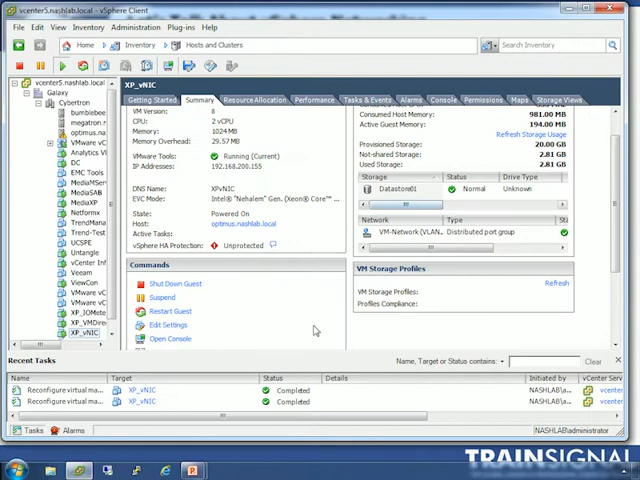 vcenter5.nashlab.local - vSphere Client
File Edit View Inventory Administration Plug-ins Help
Home Inventory Hosts and Clusters
Search Inventory
vcenter5.nashlab.local
Galaxy
Cybertron
bumblebee.
megatron.n
optimus.nas
VMware vC
Analytics VI
DC
EMC Tools
MediaMServ
MediaSAB
MediaXP
Netformx
TrendMana
Trend-Test
UCSPE
Untangle
vCenter Inf
Veeam
ViewCon
VMware vC
XP_IOMete
XP_VMDire
XP_vNIC
XP_vNIC
Getting Started Summary Resource Allocation Performance Tasks & Events Alarms Console Permissions Maps Storage Views
VM Version: 8
CPU: 2 vCPU
Memory: 1024 MB
Memory Overhead: 29.57 MB
VMware Tools: Running (Current)
IP Addresses: 192.168.200.155
DNS Name: XPvNIC
EVC Mode: Intel® "Nehalem" Gen. (Xeon® Core™...
State: Powered On
Host: optimus.nashlab.local
Active Tasks:
vSphere HA Protection: Unprotected
Commands
Shut Down Guest
Suspend
Restart Guest
Edit Settings
Open Console
Consumed Host Memory: 981.00 MB
Active Guest Memory: 194.00 MB
Refresh Storage Usage
Provisioned Storage: 20.00 GB
Not-shared Storage: 2.81 GB
Used Storage: 2.81 GB
Storage Status Drive Type
Datastore01 Normal Unknown
Network Type Sta
VM-Network (VLAN... Distributed port group
VM Storage Profiles
Refresh
VM Storage Profiles:
Profiles Compliance:
Recent Tasks
Name, Target or Status contains: Clear
Name Target Status Details Initiated by vCenter Serv
Reconfigure virtual ma... XP_vNIC Completed NASHLAB\a... vcenter
Reconfigure virtual ma... XP_vNIC Completed NASHLAB\a... vcenter
Tasks Alarms NASHLAB\administrator
TRAINSIGNAL